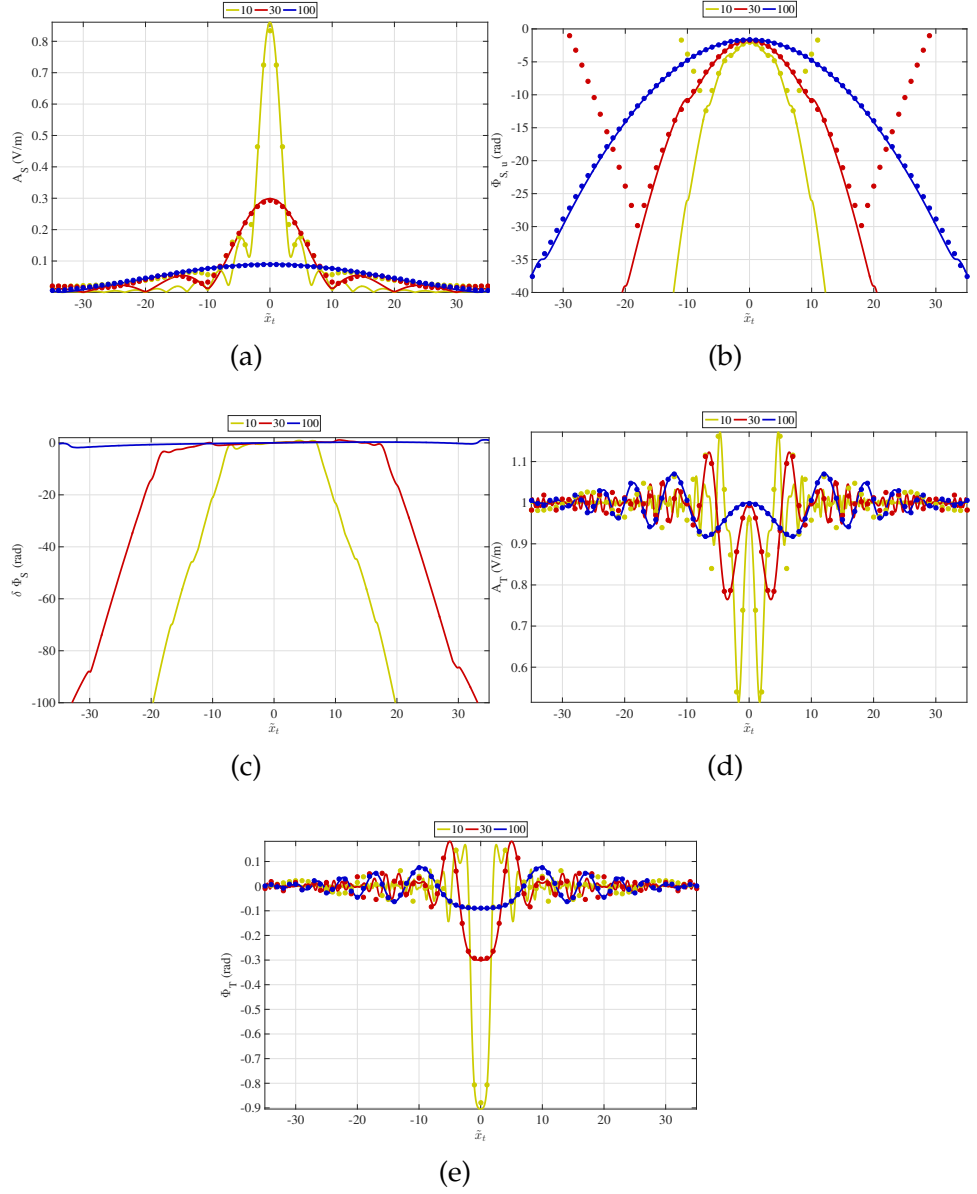 10 30 100
A_S (V/m)
0.8
0.7
0.6
0.5
0.4
0.3
0.2
0.1
-30 -20 -10 0 10 20 30
x̃_t
(a)
10 30 100
Φ_{S, u} (rad)
0
-5
-10
-15
-20
-25
-30
-35
-40
-30 -20 -10 0 10 20 30
x̃_t
(b)
10 30 100
δ Φ_S (rad)
0
-20
-40
-60
-80
-100
-30 -20 -10 0 10 20 30
x̃_t
(c)
10 30 100
A_T (V/m)
1.1
1
0.9
0.8
0.7
0.6
-30 -20 -10 0 10 20 30
x̃_t
(d)
10 30 100
Φ_T (rad)
0.1
0
-0.1
-0.2
-0.3
-0.4
-0.5
-0.6
-0.7
-0.8
-0.9
-30 -20 -10 0 10 20 30
x̃_t
(e)